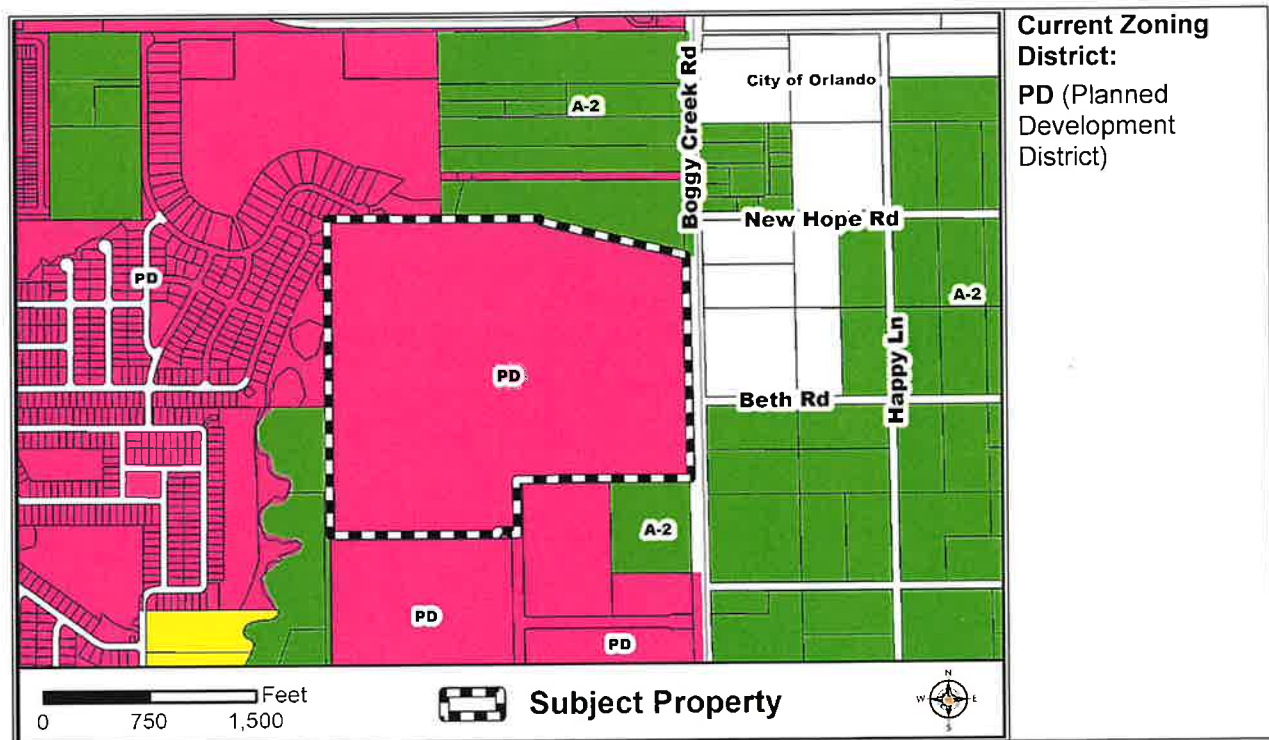 Current Zoning
District:
PD (Planned
Development
District)
City of Orlando
A-2
Boggy Creek Rd
New Hope Rd
PD
A-2
Happy Ln
PD
Beth Rd
A-2
PD
PD
Feet
0 750 1,500
Subject Property
N
W E
S